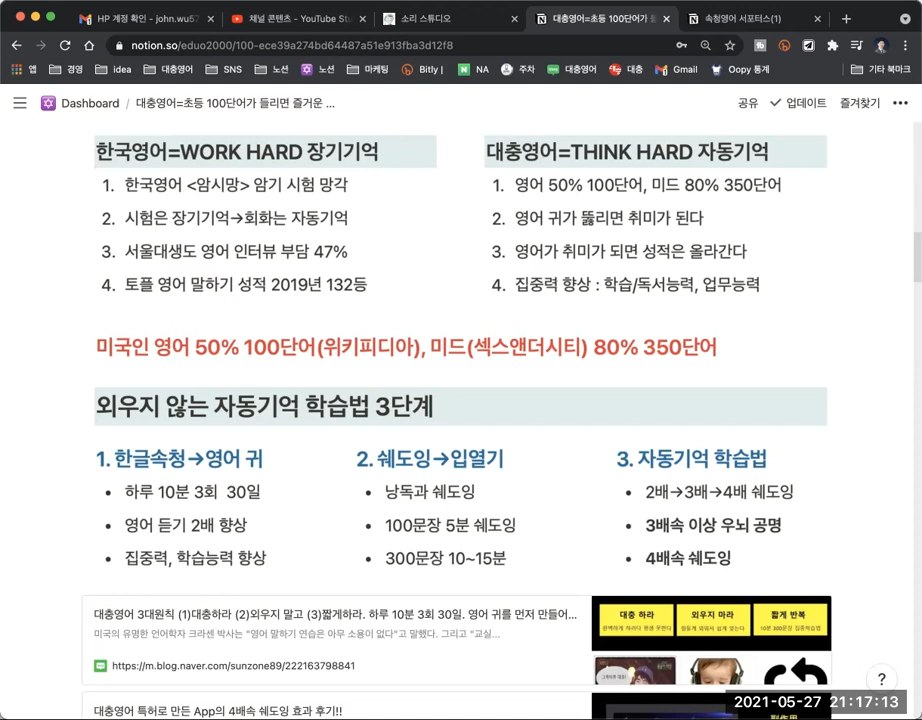 HP 계정 확인 - john.wu57
채널 콘텐츠 - YouTube Stu
소리 스튜디오
대충영어=초등 100단어가 들
속청영어 서포터스(1)
notion.so/eduo2000/100-ece39a274bd64487a51e913fba3d12f8
앱 경영 idea 대충영어 SNS 노션 노션 마케팅 Bitly | NA 주차 대충영어 대충 Gmail Oopy 통계 기타 북마크
Dashboard / 대충영어=초등 100단어가 들리면 즐거운 ... 공유 업데이트 즐겨찾기
한국영어=WORK HARD 장기기억
1. 한국영어 <암시망> 암기 시험 망각
2. 시험은 장기기억→회화는 자동기억
3. 서울대생도 영어 인터뷰 부담 47%
4. 토플 영어 말하기 성적 2019년 132등
대충영어=THINK HARD 자동기억
1. 영어 50% 100단어, 미드 80% 350단어
2. 영어 귀가 뚫리면 취미가 된다
3. 영어가 취미가 되면 성적은 올라간다
4. 집중력 향상 : 학습/독서능력, 업무능력
미국인 영어 50% 100단어(위키피디아), 미드(섹스앤더시티) 80% 350단어
외우지 않는 자동기억 학습법 3단계
1. 한글속청→영어 귀
• 하루 10분 3회 30일
• 영어 듣기 2배 향상
• 집중력, 학습능력 향상
2. 쉐도잉→입열기
• 낭독과 쉐도잉
• 100문장 5분 쉐도잉
• 300문장 10~15분
3. 자동기억 학습법
• 2배→3배→4배 쉐도잉
• 3배속 이상 우뇌 공명
• 4배속 쉐도잉
대충영어 3대원칙 (1)대충하라 (2)외우지 말고 (3)짧게하라. 하루 10분 3회 30일. 영어 귀를 먼저 만들어...
미국의 유명한 언어학자 크라센 박사는 "영어 말하기 연습은 아무 소용이 없다"고 말했다. 그리고 "교실...
https://m.blog.naver.com/sunzone89/222163798841
대충 하라
외우지 마라
짧게 반복
대충영어 특허로 만든 App의 4배속 쉐도잉 효과 후기!!
?
2021-05-27 21:17:13